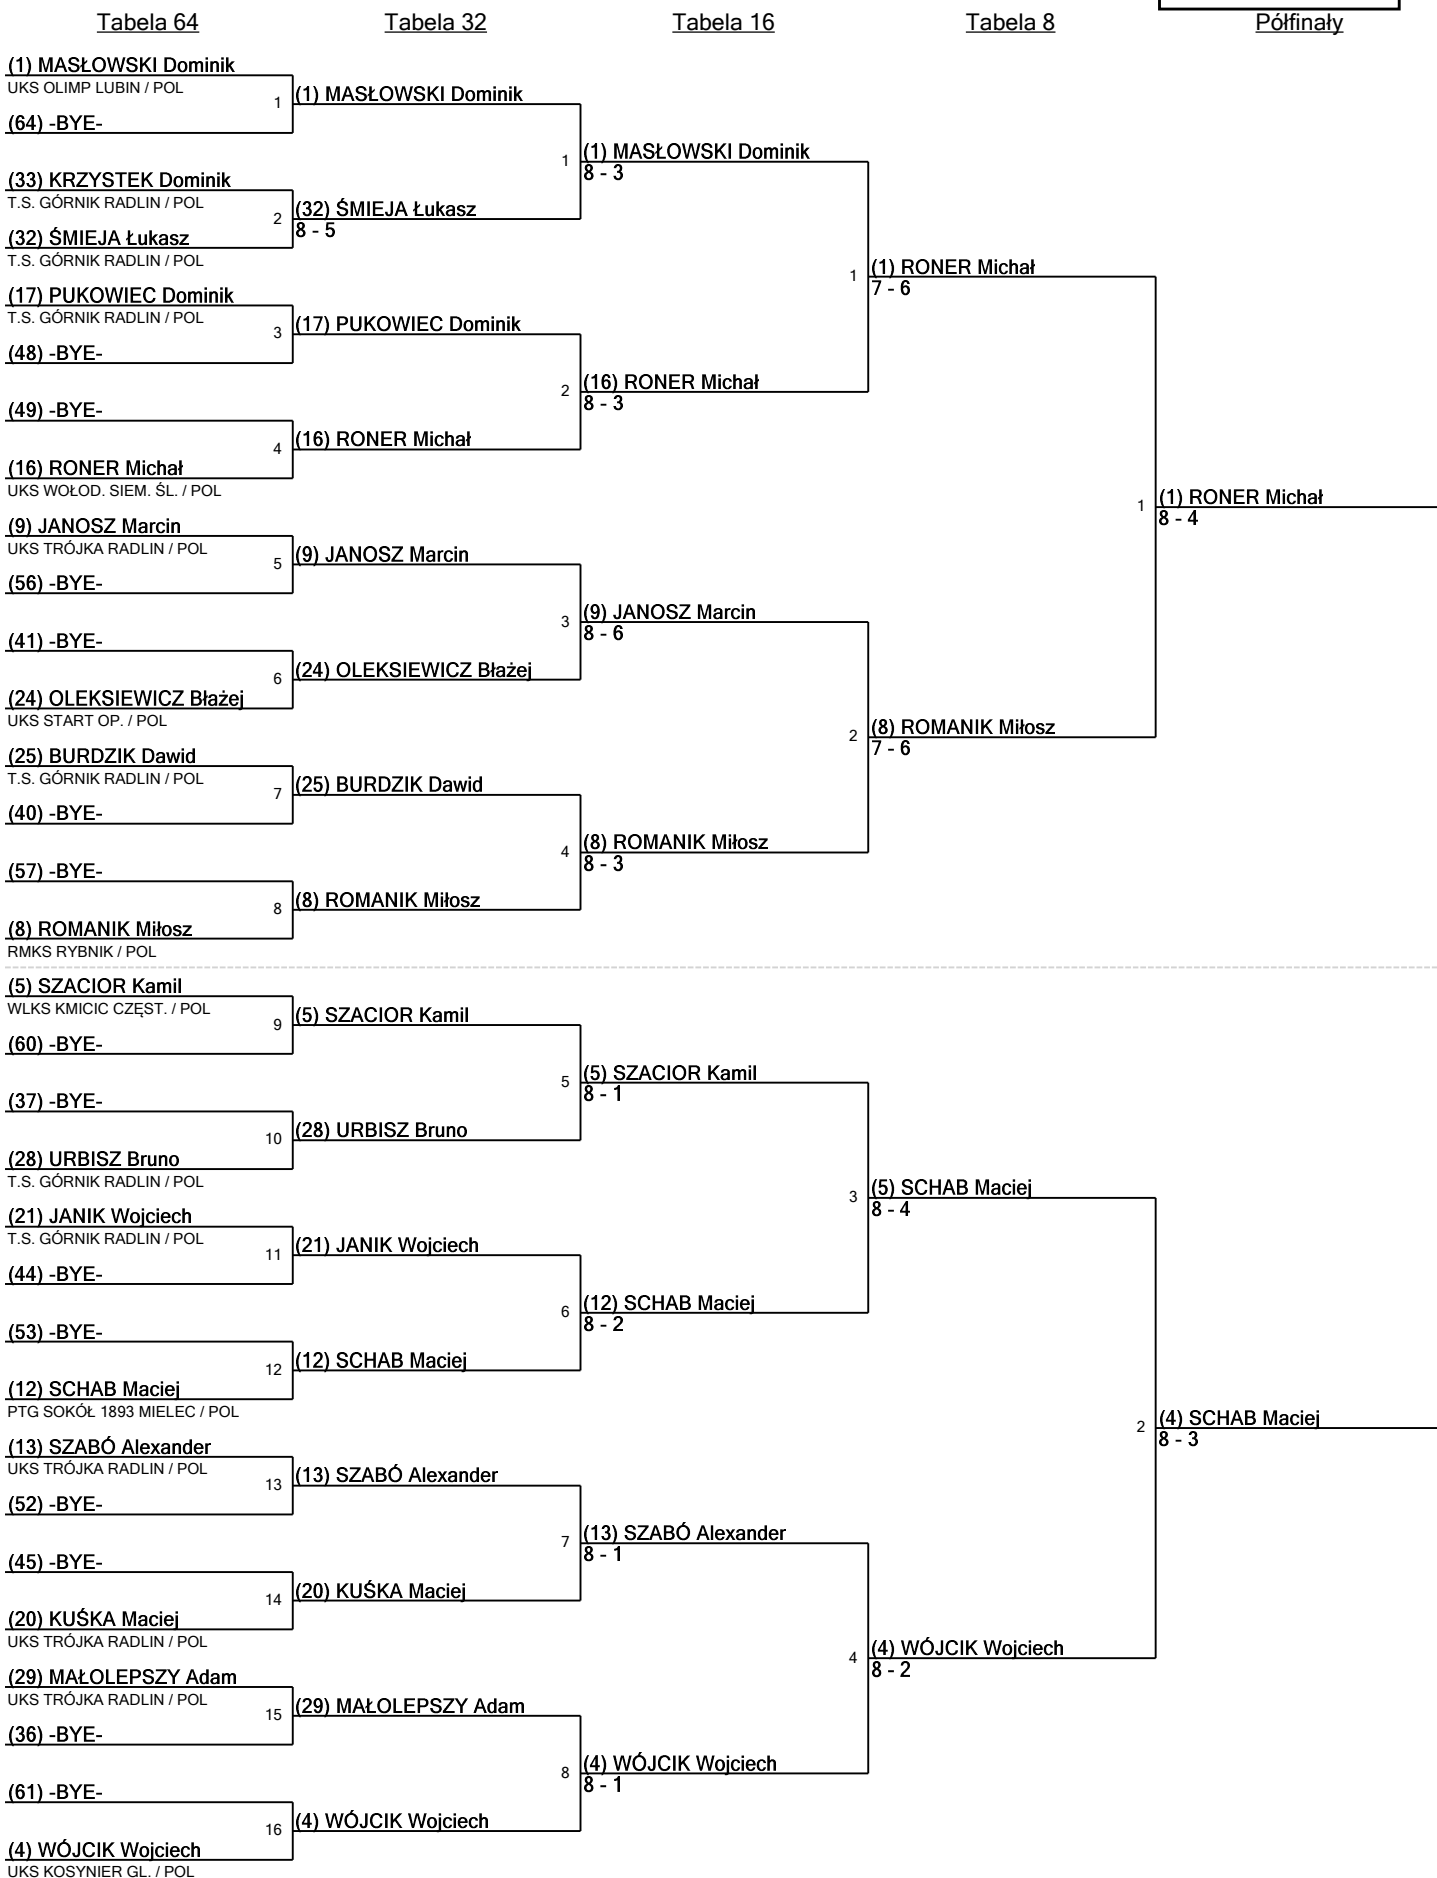 Tabela 64
Tabela 32
Tabela 16
Tabela 8
Półfinały
(1) MASŁOWSKI Dominik
UKS OLIMP LUBIN / POL
1
(64) -BYE-
(33) KRZYSTEK Dominik
T.S. GÓRNIK RADLIN / POL
2
(32) ŚMIEJA Łukasz
T.S. GÓRNIK RADLIN / POL
(17) PUKOWIEC Dominik
T.S. GÓRNIK RADLIN / POL
3
(48) -BYE-
(49) -BYE-
4
(16) RONER Michał
UKS WOŁOD. SIEM. ŚL. / POL
(9) JANOSZ Marcin
UKS TRÓJKA RADLIN / POL
5
(56) -BYE-
(41) -BYE-
6
(24) OLEKSIEWICZ Błażej
UKS START OP. / POL
(25) BURDZIK Dawid
T.S. GÓRNIK RADLIN / POL
7
(40) -BYE-
(57) -BYE-
8
(8) ROMANIK Miłosz
RMKS RYBNIK / POL
(5) SZACIOR Kamil
WLKS KMICIC CZĘST. / POL
9
(60) -BYE-
(37) -BYE-
10
(28) URBISZ Bruno
T.S. GÓRNIK RADLIN / POL
(21) JANIK Wojciech
T.S. GÓRNIK RADLIN / POL
11
(44) -BYE-
(53) -BYE-
12
(12) SCHAB Maciej
PTG SOKÓŁ 1893 MIELEC / POL
(13) SZABÓ Alexander
UKS TRÓJKA RADLIN / POL
13
(52) -BYE-
(45) -BYE-
14
(20) KUŚKA Maciej
UKS TRÓJKA RADLIN / POL
(29) MAŁOLEPSZY Adam
UKS TRÓJKA RADLIN / POL
15
(36) -BYE-
(61) -BYE-
16
(4) WÓJCIK Wojciech
UKS KOSYNIER GL. / POL
(1) MASŁOWSKI Dominik
1
(32) ŚMIEJA Łukasz
8 - 5
(17) PUKOWIEC Dominik
2
(16) RONER Michał
(9) JANOSZ Marcin
3
(24) OLEKSIEWICZ Błażej
(25) BURDZIK Dawid
4
(8) ROMANIK Miłosz
(5) SZACIOR Kamil
5
(28) URBISZ Bruno
(21) JANIK Wojciech
6
(12) SCHAB Maciej
(13) SZABÓ Alexander
7
(20) KUŚKA Maciej
(29) MAŁOLEPSZY Adam
8
(4) WÓJCIK Wojciech
(1) MASŁOWSKI Dominik
8 - 3
1
(16) RONER Michał
8 - 3
(9) JANOSZ Marcin
8 - 6
2
(8) ROMANIK Miłosz
8 - 3
(5) SZACIOR Kamil
8 - 1
3
(12) SCHAB Maciej
8 - 2
(13) SZABÓ Alexander
8 - 1
4
(4) WÓJCIK Wojciech
8 - 1
(1) RONER Michał
7 - 6
1
(8) ROMANIK Miłosz
7 - 6
(5) SCHAB Maciej
8 - 4
2
(4) WÓJCIK Wojciech
8 - 2
(1) RONER Michał
8 - 4
(4) SCHAB Maciej
8 - 3